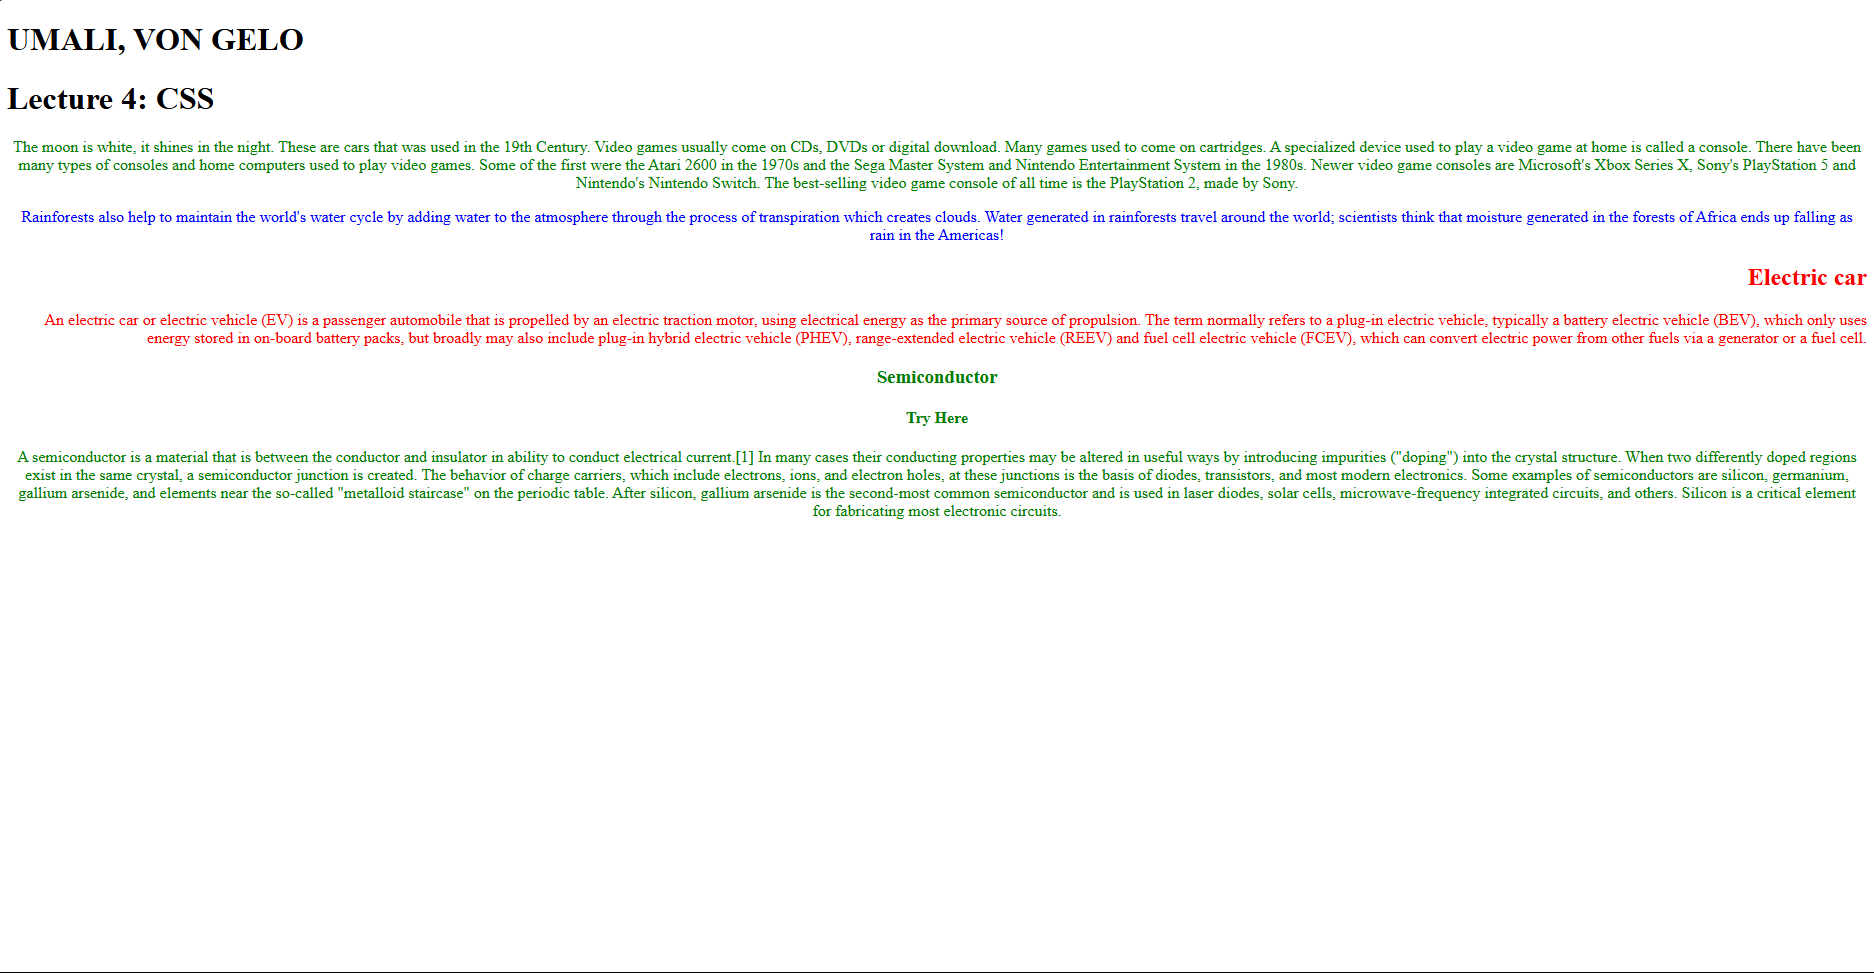 UMALI, VON GELO
Lecture 4: CSS
The moon is white, it shines in the night. These are cars that was used in the 19th Century. Video games usually come on CDs, DVDs or digital download. Many games used to come on cartridges. A specialized device used to play a video game at home is called a console. There have been
many types of consoles and home computers used to play video games. Some of the first were the Atari 2600 in the 1970s and the Sega Master System and Nintendo Entertainment System in the 1980s. Newer video game consoles are Microsoft's Xbox Series X, Sony's PlayStation 5 and
Nintendo's Nintendo Switch. The best-selling video game console of all time is the PlayStation 2, made by Sony.
Rainforests also help to maintain the world's water cycle by adding water to the atmosphere through the process of transpiration which creates clouds. Water generated in rainforests travel around the world; scientists think that moisture generated in the forests of Africa ends up falling as
rain in the Americas!
Electric car
An electric car or electric vehicle (EV) is a passenger automobile that is propelled by an electric traction motor, using electrical energy as the primary source of propulsion. The term normally refers to a plug-in electric vehicle, typically a battery electric vehicle (BEV), which only uses
energy stored in on-board battery packs, but broadly may also include plug-in hybrid electric vehicle (PHEV), range-extended electric vehicle (REEV) and fuel cell electric vehicle (FCEV), which can convert electric power from other fuels via a generator or a fuel cell.
Semiconductor
Try Here
A semiconductor is a material that is between the conductor and insulator in ability to conduct electrical current.[1] In many cases their conducting properties may be altered in useful ways by introducing impurities ("doping") into the crystal structure. When two differently doped regions
exist in the same crystal, a semiconductor junction is created. The behavior of charge carriers, which include electrons, ions, and electron holes, at these junctions is the basis of diodes, transistors, and most modern electronics. Some examples of semiconductors are silicon, germanium,
gallium arsenide, and elements near the so-called "metalloid staircase" on the periodic table. After silicon, gallium arsenide is the second-most common semiconductor and is used in laser diodes, solar cells, microwave-frequency integrated circuits, and others. Silicon is a critical element
for fabricating most electronic circuits.